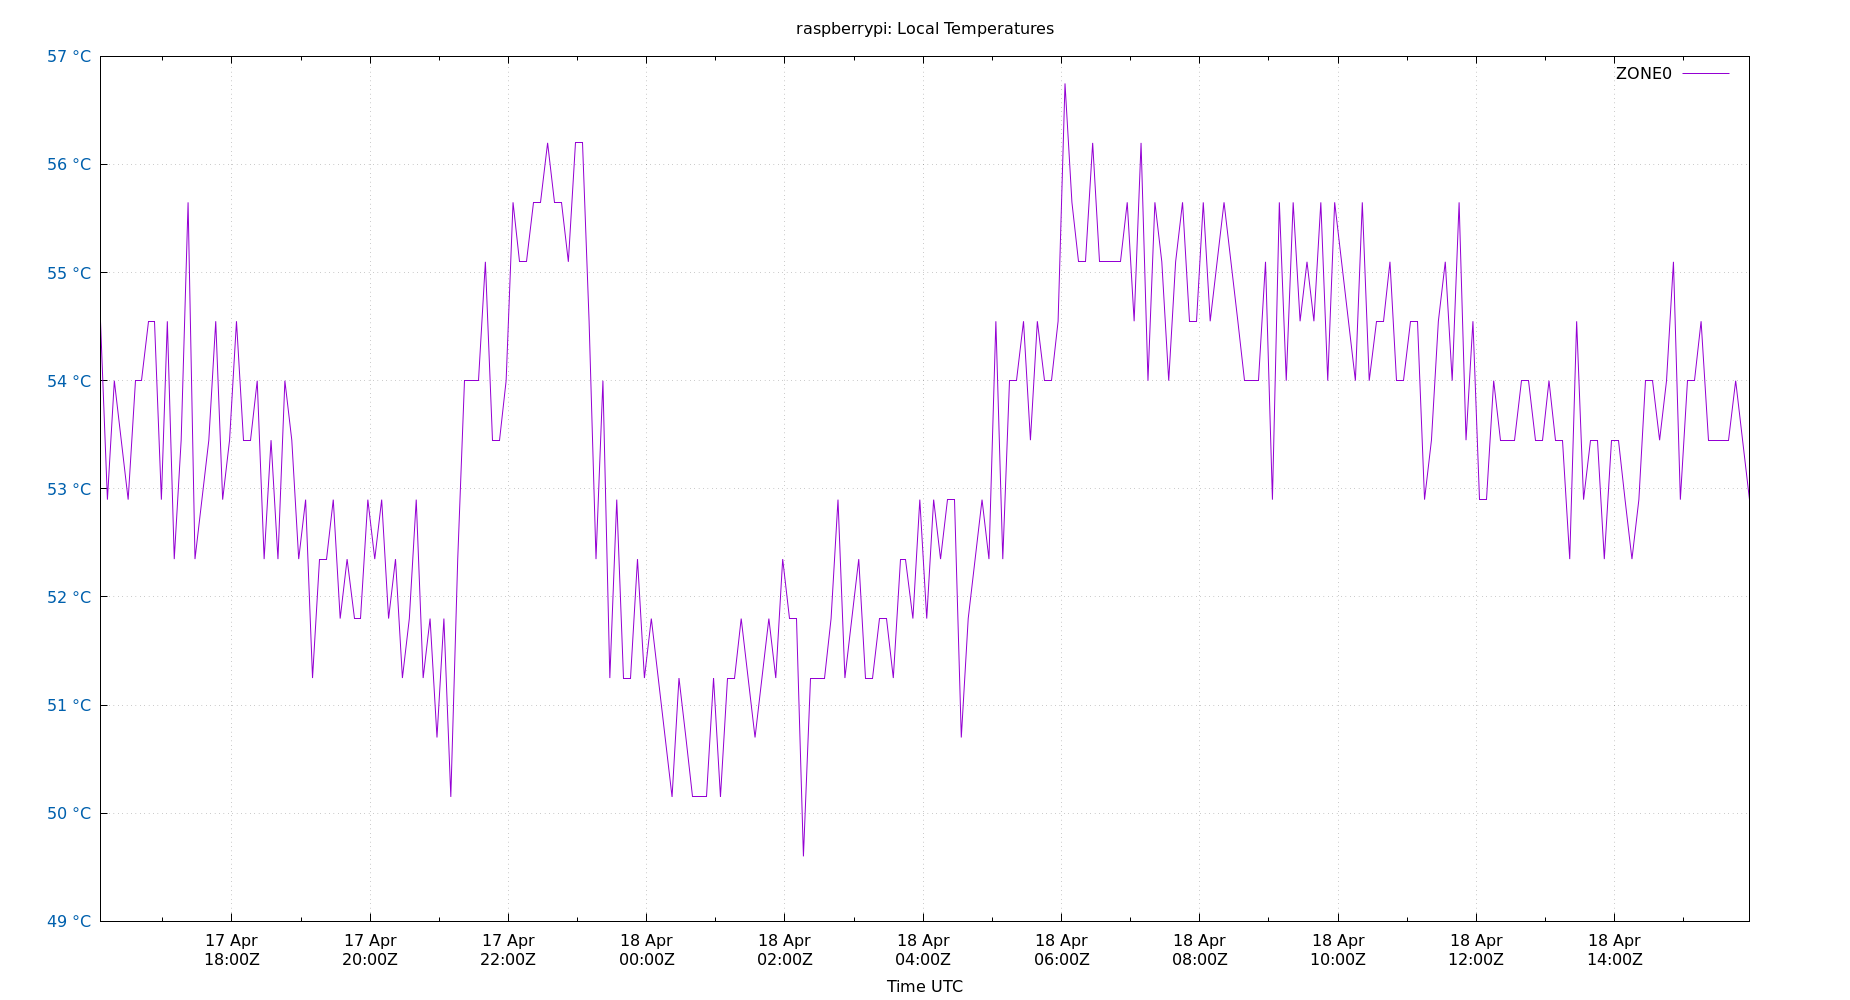 raspberrypi: Local Temperatures
57 °C
56 °C
55 °C
54 °C
53 °C
52 °C
51 °C
50 °C
49 °C
ZONE0
17 Apr
18:00Z
17 Apr
20:00Z
17 Apr
22:00Z
18 Apr
00:00Z
18 Apr
02:00Z
18 Apr
04:00Z
18 Apr
06:00Z
18 Apr
08:00Z
18 Apr
10:00Z
18 Apr
12:00Z
18 Apr
14:00Z
Time UTC